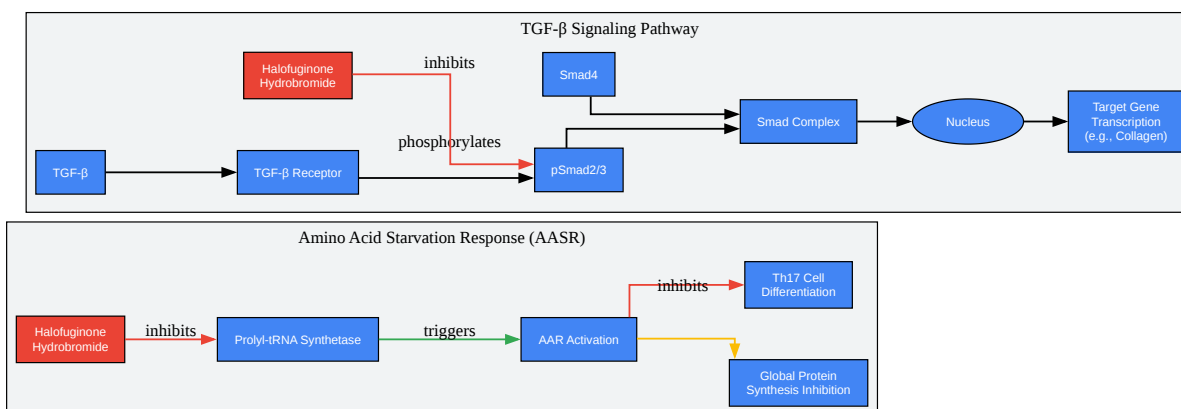 TGF-β Signaling Pathway
Halofuginone
Hydrobromide
inhibits
Smad4
Smad Complex
Nucleus
Target Gene
Transcription
(e.g., Collagen)
phosphorylates
TGF-β
TGF-β Receptor
pSmad2/3
Amino Acid Starvation Response (AASR)
Halofuginone
Hydrobromide
inhibits
Prolyl-tRNA Synthetase
triggers
AAR Activation
inhibits
Th17 Cell
Differentiation
Global Protein
Synthesis Inhibition